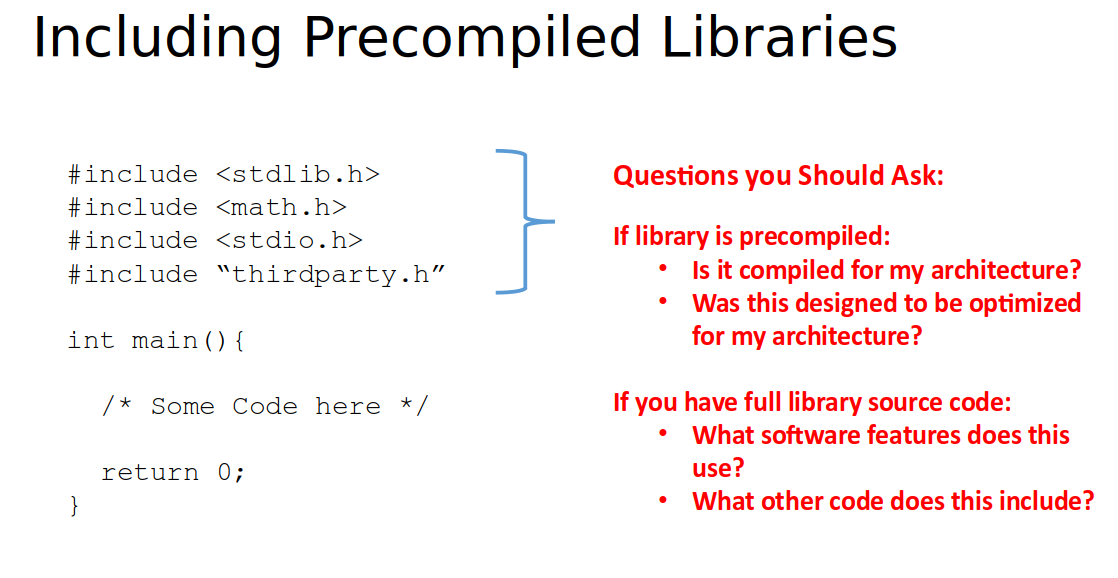 Including Precompiled Libraries
#include <stdlib.h>
#include <math.h>
#include <stdio.h>
#include “thirdparty.h”
int main(){
/* Some Code here */
return 0;
}
Questions you Should Ask:
If library is precompiled:
• Is it compiled for my architecture?
• Was this designed to be optimized
for my architecture?
If you have full library source code:
• What software features does this
use?
• What other code does this include?